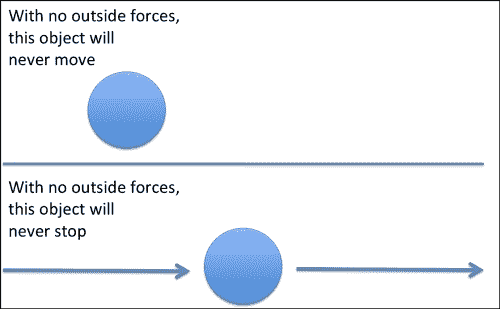 With no outside forces,
this object will
never move
With no outside forces,
this object will
never stop